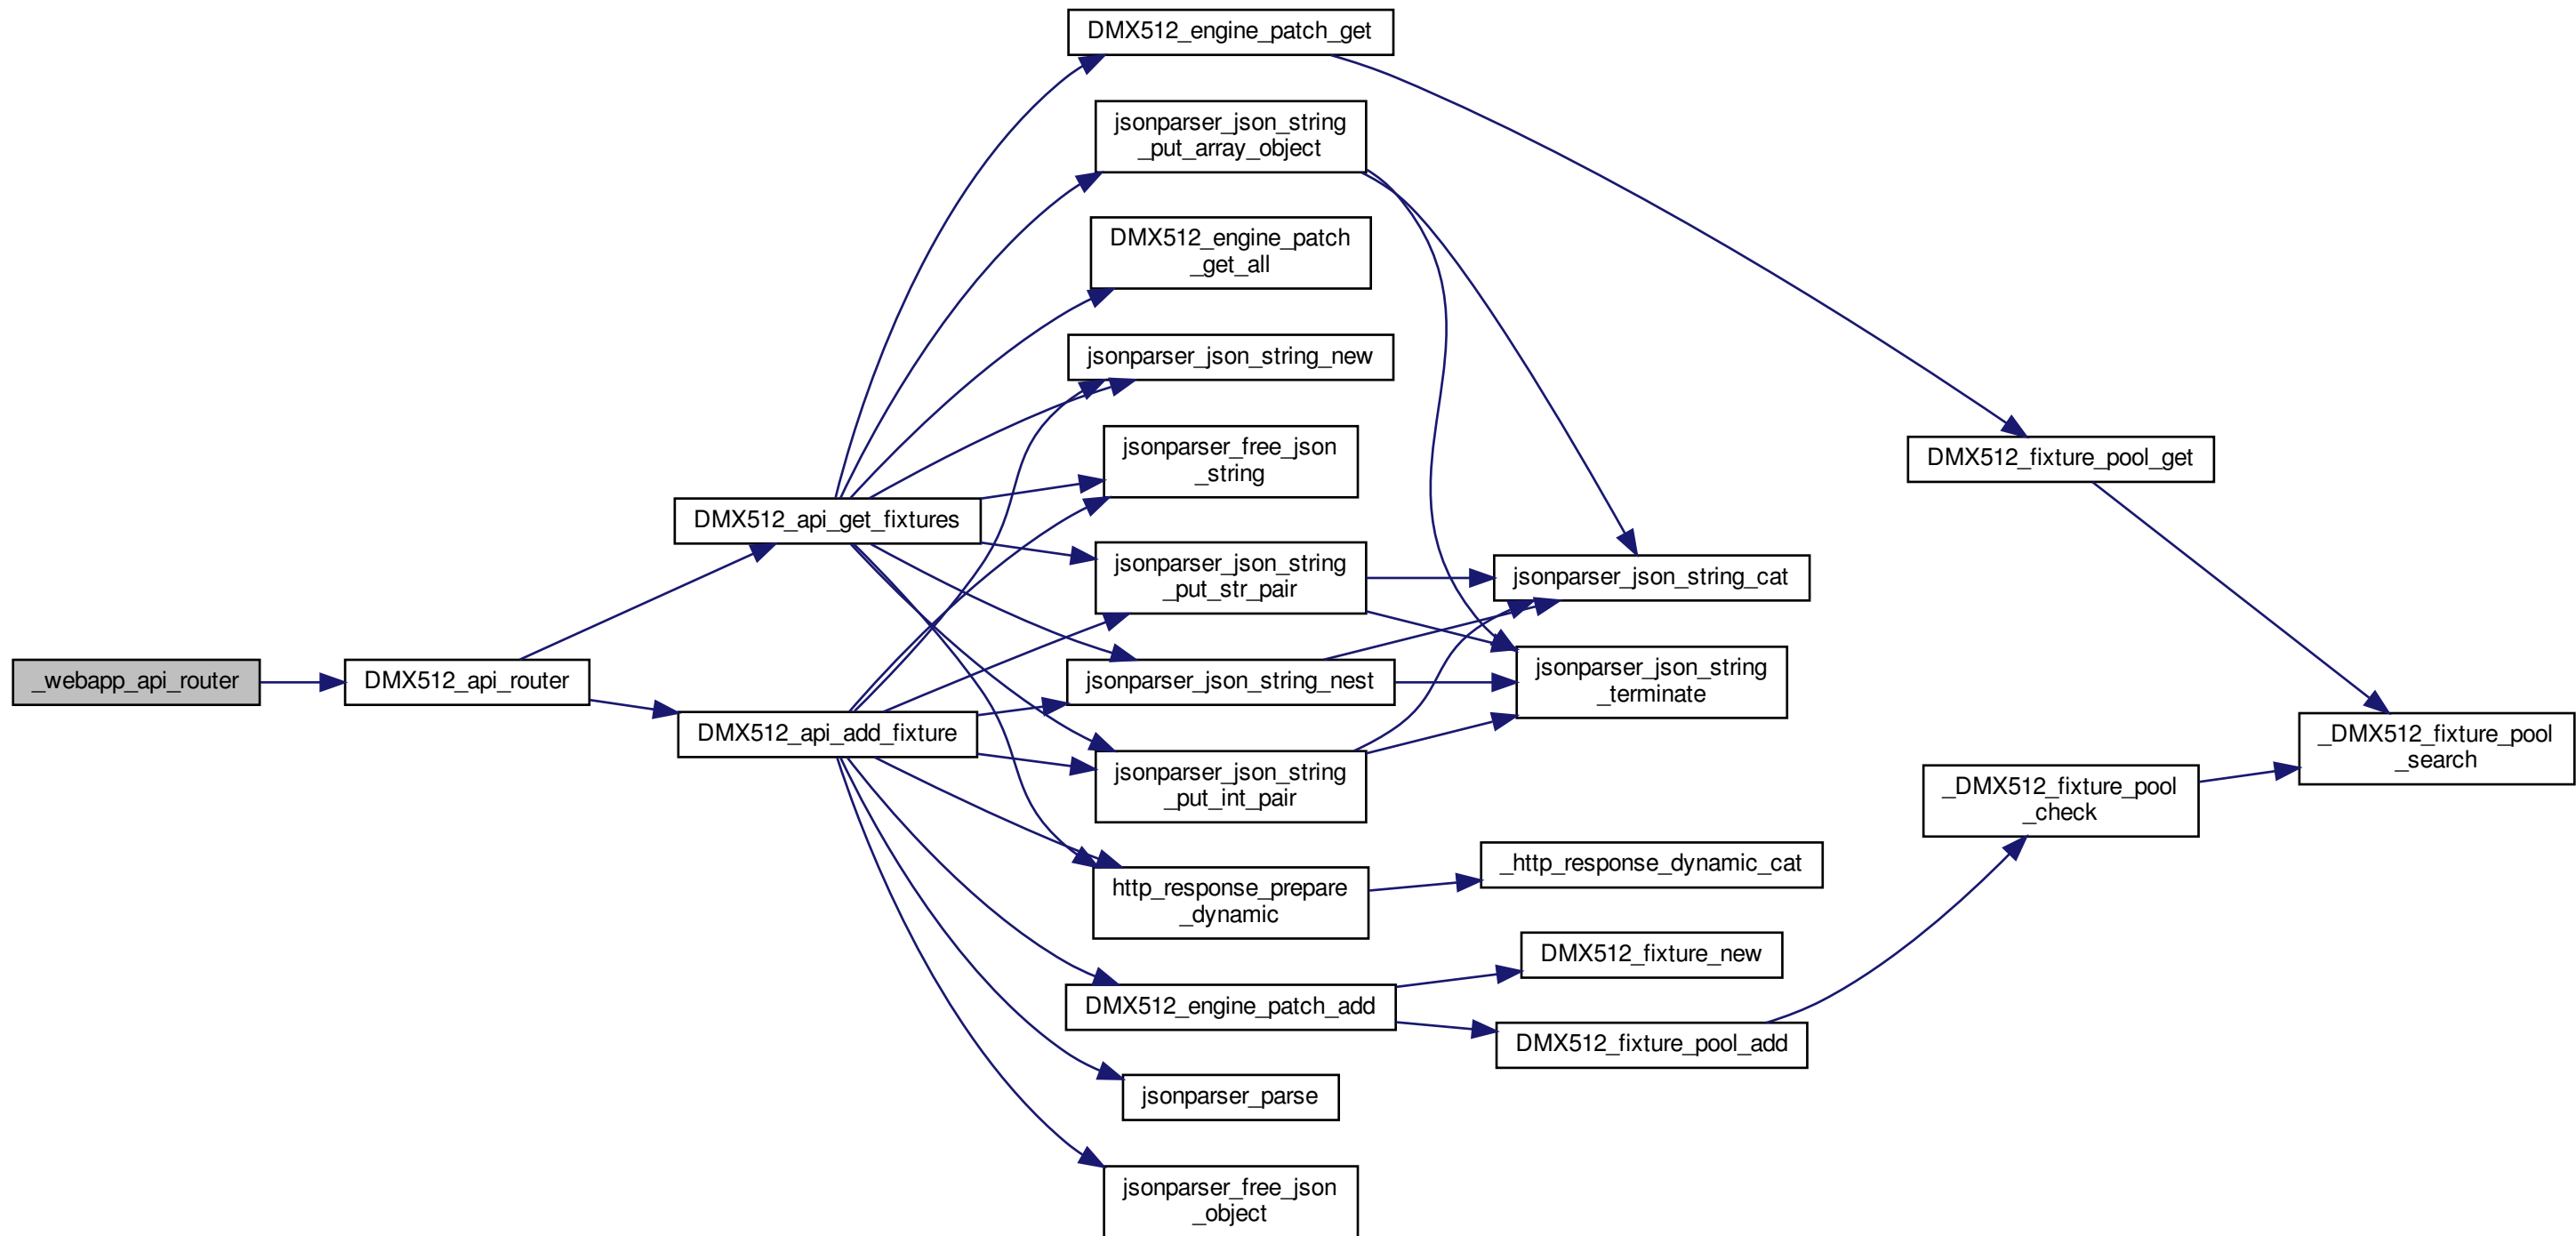 DMX512_engine_patch_get
jsonparser_json_string
_put_array_object
DMX512_engine_patch
_get_all
jsonparser_json_string_new
jsonparser_free_json
_string
DMX512_fixture_pool_get
DMX512_api_get_fixtures
jsonparser_json_string
_put_str_pair
jsonparser_json_string_cat
_webapp_api_router
DMX512_api_router
jsonparser_json_string_nest
jsonparser_json_string
_terminate
DMX512_api_add_fixture
_DMX512_fixture_pool
_search
jsonparser_json_string
_put_int_pair
_DMX512_fixture_pool
_check
_http_response_dynamic_cat
http_response_prepare
_dynamic
DMX512_fixture_new
DMX512_engine_patch_add
DMX512_fixture_pool_add
jsonparser_parse
jsonparser_free_json
_object